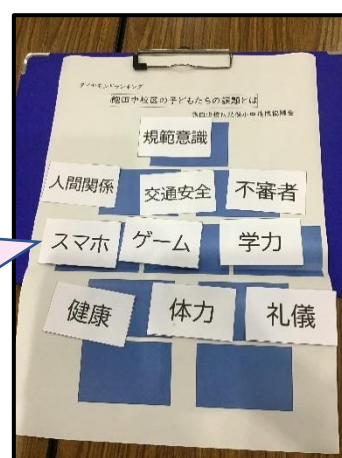 ダイヤモンドランキング
池田中校区の子どもたちの課題とは
規範意識
人間関係 交通安全 不審者
スマホ ゲーム 学力
健康 体力 礼儀